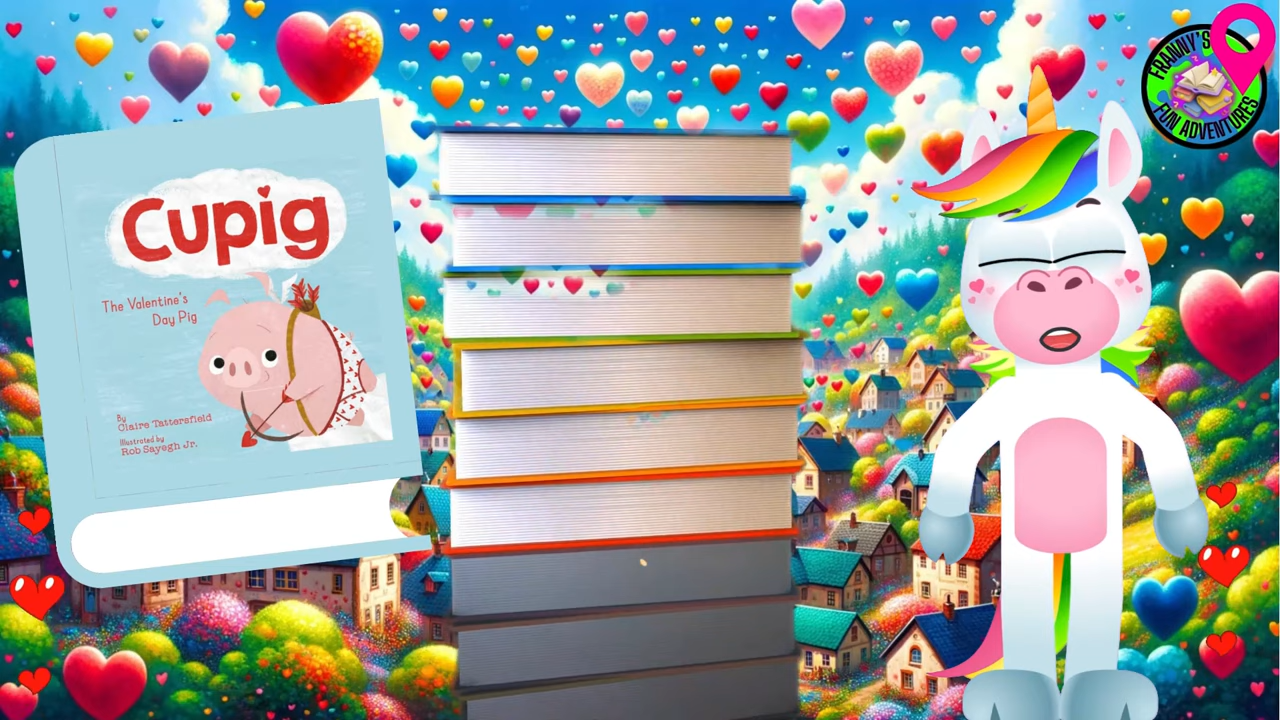 Cupig
The Valentine's
Day Pig
By
Claire Tattersfield
Illustrated by
Rob Sayegh Jr.
FRANNY'S
FUN ADVENTURES